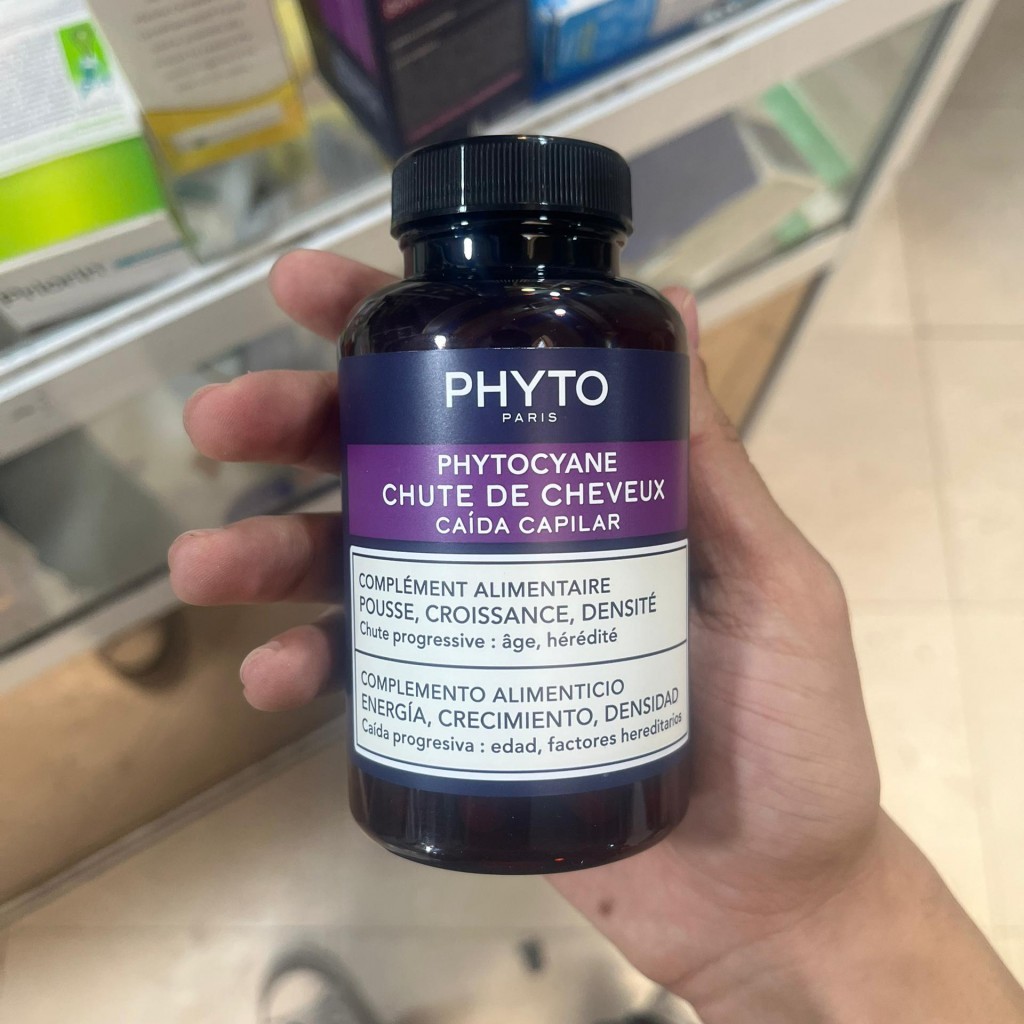 PHYTO
PARIS
PHYTOCYANE
CHUTE DE CHEVEUX
CAÍDA CAPILAR
COMPLÉMENT ALIMENTAIRE
POUSSE, CROISSANCE, DENSITÉ
Chute progressive : âge, hérédité
COMPLEMENTO ALIMENTICIO
ENERGÍA, CRECIMIENTO, DENSIDAD
Caída progresiva : edad, factores hereditarios